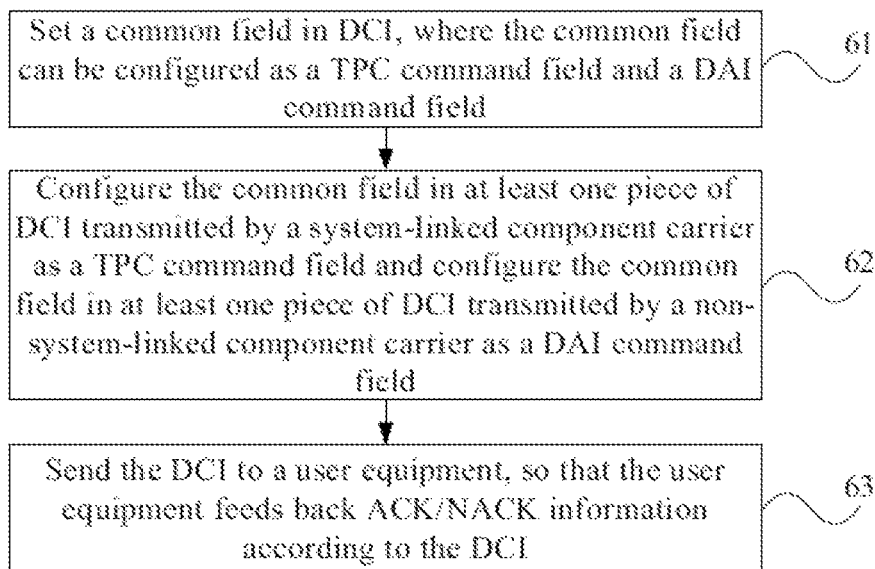 Set a common field in DCI, where the common field
can be configured as a TPC command field and a DAI
command field
61
Configure the common field in at least one piece of
DCI transmitted by a system-linked component carrier
as a TPC command field and configure the common
field in at least one piece of DCI transmitted by a non-
system-linked component carrier as a DAI command
field
62
Send the DCI to a user equipment, so that the user
equipment feeds back ACK/NACK information
according to the DCI
63